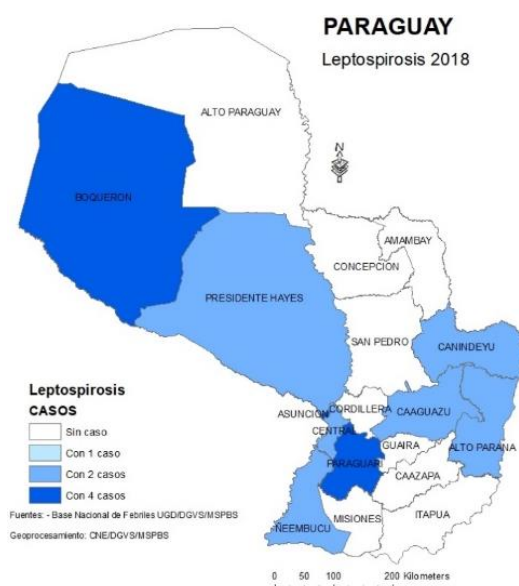 PARAGUAY
Leptospirosis 2018
N
ALTO PARAGUAY
BOQUERON
AMAMBAY
CONCEPCION
PRESIDENTE HAYES
SAN PEDRO
CANINDEYU
ASUNCION
CORDILLERA
CAAGUAZU
CENTRAL
GUAIRA
ALTO PARANA
PARAGUARI
CAAZAPA
ÑEEMBUCU
MISIONES
ITAPUA
Leptospirosis
CASOS
Sin caso
Con 1 caso
Con 2 casos
Con 4 casos
Fuentes: - Base Nacional de Febriles UGD/DGVS/MSPBS
Geoprocesamiento: CNE/DGVS/MSPBS
0 50 100 200 Kilometers